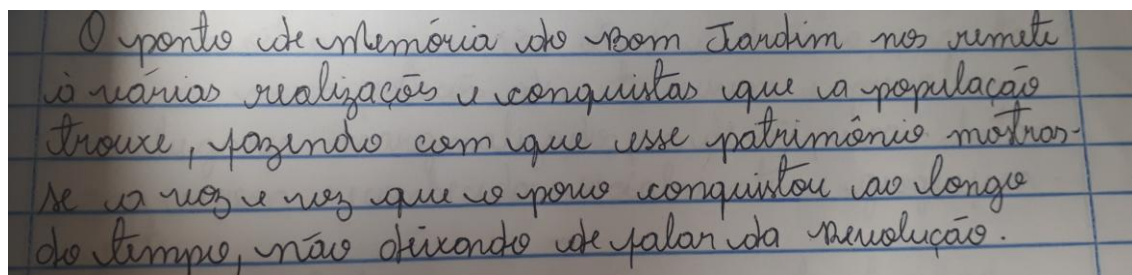 O ponto de Memória do Bom Jardim nos remete
à várias realizações e conquistas que a população
trouxe, fazendo com que esse patrimônio mostras-
se a voz e voz que o povo conquistou ao longo
do tempo, não deixando de falar da Revolução.